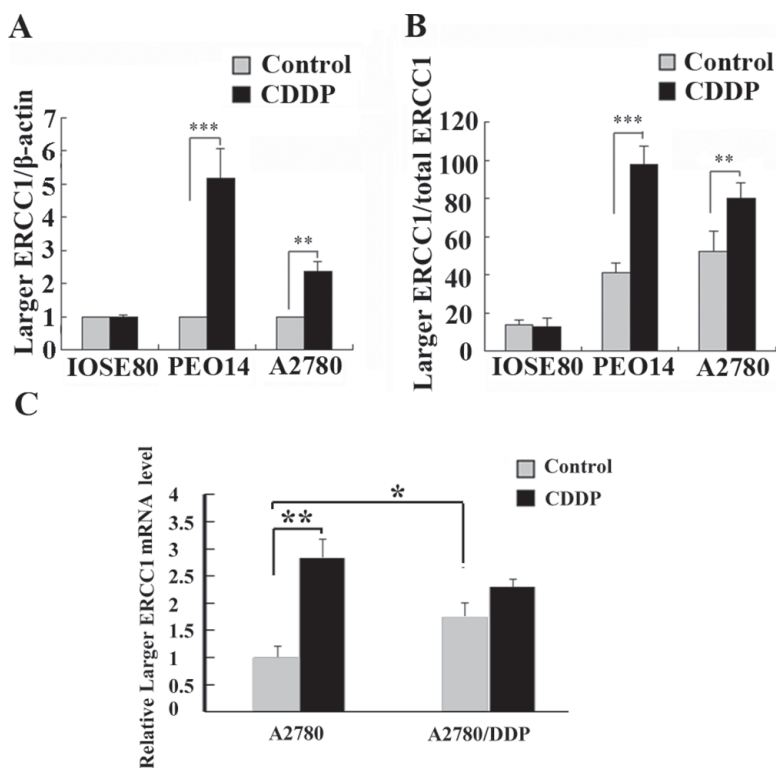 A
Control
CDDP
Larger ERCC1/β-actin
7
6
5
4
3
2
1
0
***
**
IOSE80 PEO14 A2780
B
Control
CDDP
Larger ERCC1/total ERCC1
120
100
80
60
40
20
0
***
**
IOSE80 PEO14 A2780
C
Control
CDDP
Relative Larger ERCC1 mRNA level
4
3.5
3
2.5
2
1.5
1
0.5
0
**
*
A2780 A2780/DDP